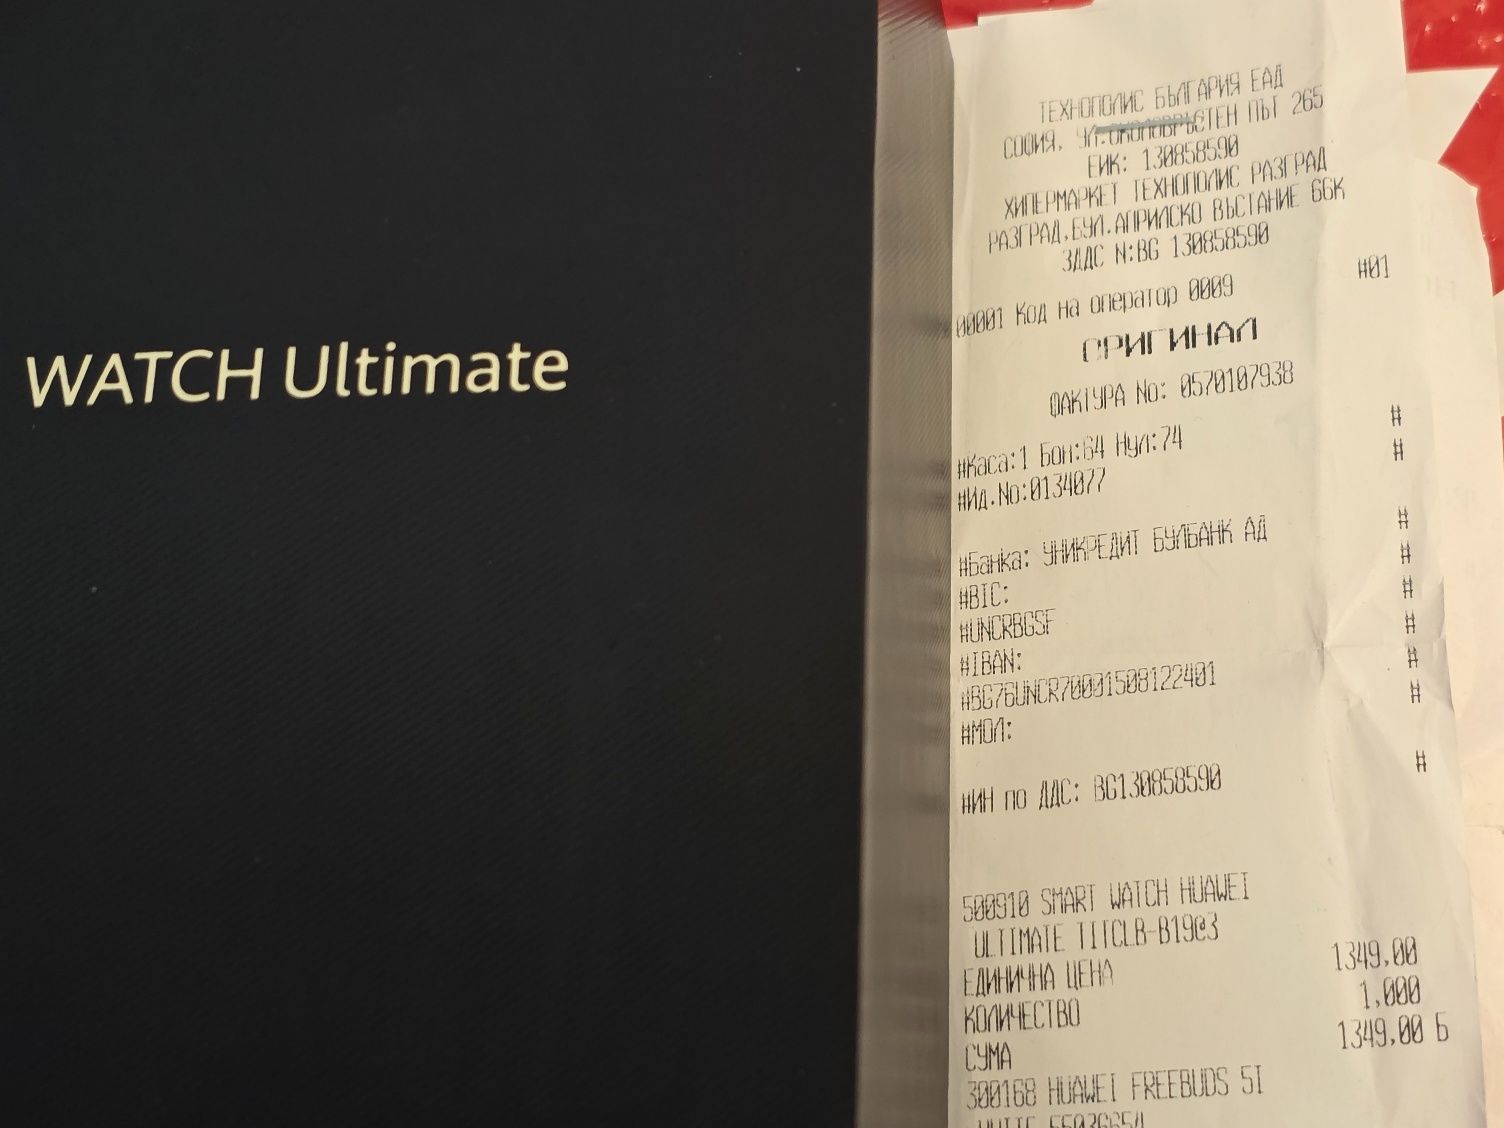 WATCH Ultimate
ТЕХНОПОЛИС БЪЛГАРИЯ ЕАД
СОФИЯ, УЛ.ОКОЛОВРЪСТЕН ПЪТ 265
ЕИК: 130858590
ХИПЕРМАРКЕТ ТЕХНОПОЛИС РАЗГРАД
РАЗГРАД,БУЛ.АПРИЛСКО ВЪСТАНИЕ 66К
ЗДДС N:BG 130858590
00001 Код на оператор 0009 #01
ОРИГИНАЛ
ФАКТУРА No: 0570107938
#Каса:1 Бон:64 Нул:74 #
#Ид.No:0134077 #
#Банка: УНИКРЕДИТ БУЛБАНК АД #
#BIC: #
#UNCRBGSF #
#IBAN: #
#BG76UNCR70001508122401 #
#МОЛ: #
#ИН по ДДС: BG130858590 #
500910 SMART WATCH HUAWEI
ULTIMATE TITCLB-B19@3
ЕДИНИЧНА ЦЕНА 1349,00
КОЛИЧЕСТВО 1,000
СУМА 1349,00 Б
300168 HUAWEI FREEBUDS 5I
WHITE 55036654